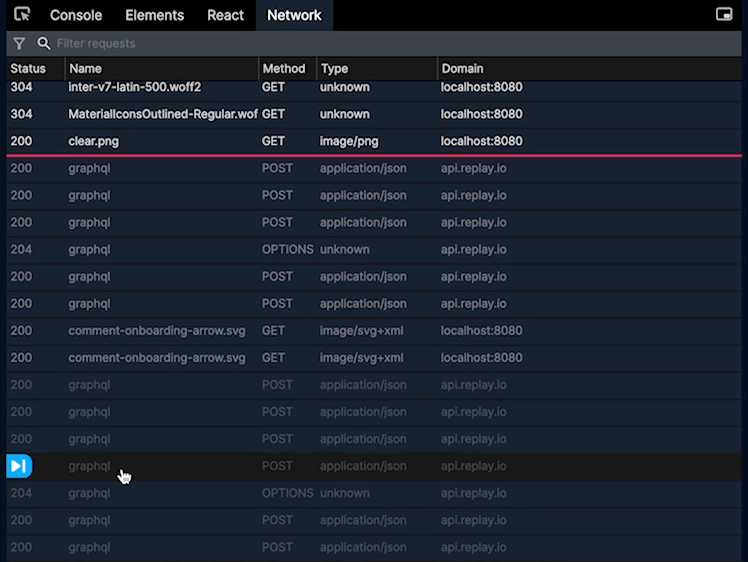 Console Elements React Network
Filter requests
Status Name Method Type Domain
304 inter-v7-latin-500.woff2 GET unknown localhost:8080
304 MaterialIconsOutlined-Regular.wof GET unknown localhost:8080
200 clear.png GET image/png localhost:8080
200 graphql POST application/json api.replay.io
200 graphql POST application/json api.replay.io
200 graphql POST application/json api.replay.io
204 graphql OPTIONS unknown api.replay.io
200 graphql POST application/json api.replay.io
200 graphql POST application/json api.replay.io
200 comment-onboarding-arrow.svg GET image/svg+xml localhost:8080
200 comment-onboarding-arrow.svg GET image/svg+xml localhost:8080
200 graphql POST application/json api.replay.io
200 graphql POST application/json api.replay.io
200 graphql POST application/json api.replay.io
graphql POST application/json api.replay.io
204 graphql OPTIONS unknown api.replay.io
200 graphql POST application/json api.replay.io
200 graphql POST application/json api.replay.io